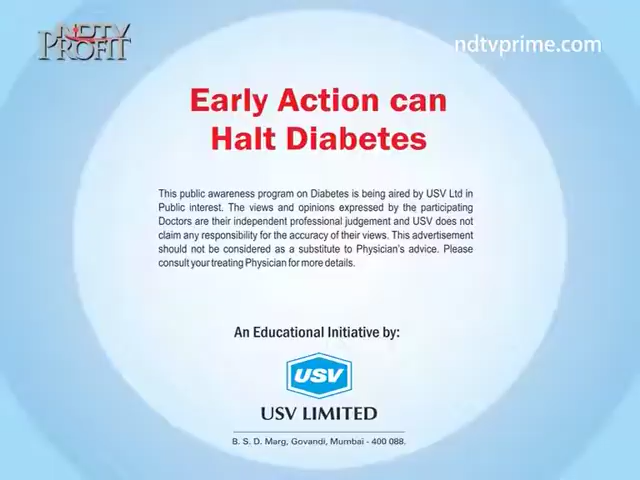 NDTV
PROFIT
ndtvprime.com
Early Action can
Halt Diabetes
This public awareness program on Diabetes is being aired by USV Ltd in
Public interest. The views and opinions expressed by the participating
Doctors are their independent professional judgement and USV does not
claim any responsibility for the accuracy of their views. This advertisement
should not be considered as a substitute to Physician's advice. Please
consult your treating Physician for more details.
An Educational Initiative by:
USV
USV LIMITED
B. S. D. Marg, Govandi, Mumbai - 400 088.